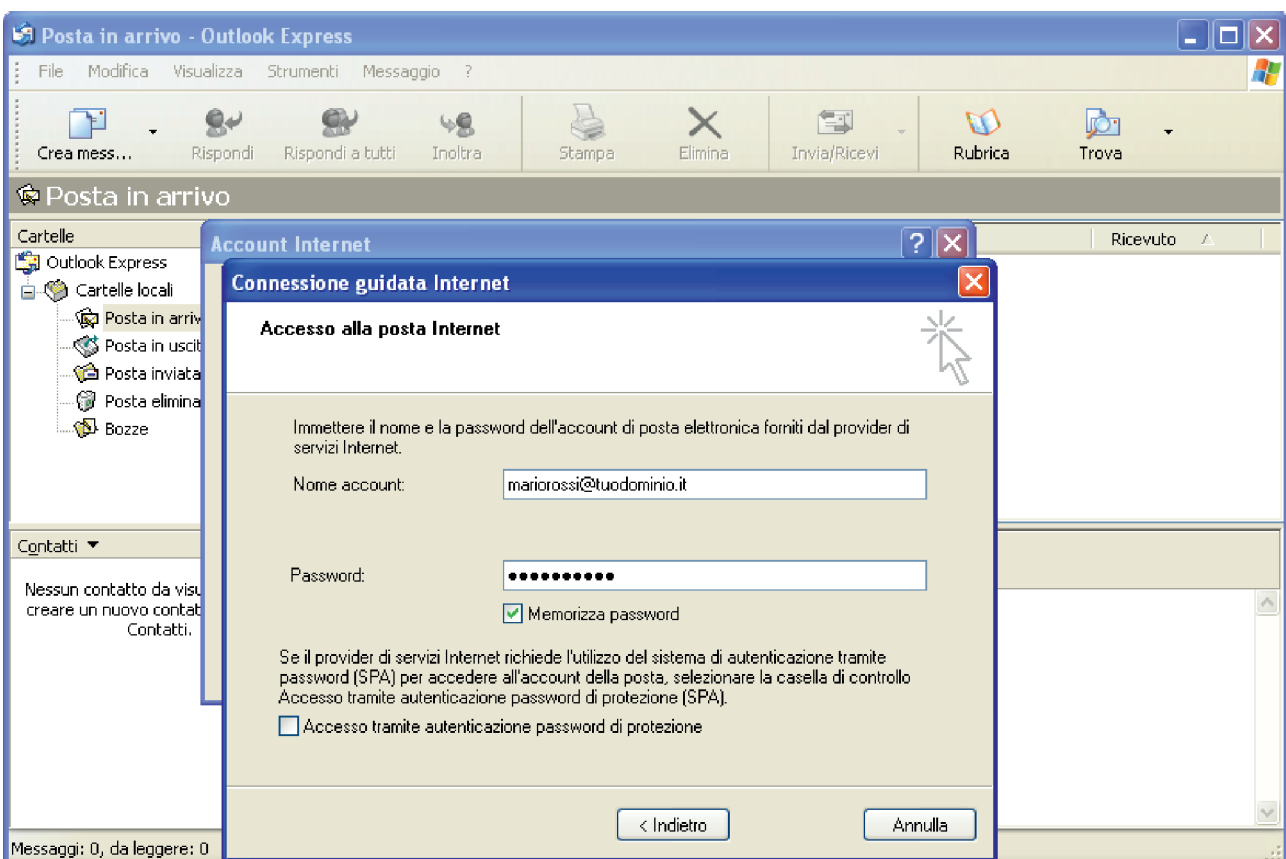 Posta in arrivo - Outlook Express
File Modifica Visualizza Strumenti Messaggio ?
Crea mess... Rispondi Rispondi a tutti Inoltra Stampa Elimina Invia/Ricevi Rubrica Trova
Posta in arrivo
Cartelle
Ricevuto
Outlook Express
Cartelle locali
Posta in arriv
Posta in uscit
Posta inviata
Posta elimina
Bozze
Account Internet
Connessione guidata Internet
Accesso alla posta Internet
Immettere il nome e la password dell'account di posta elettronica forniti dal provider di
servizi Internet.
Nome account: mariorossi@tuodominio.it
Password: ••••••••••
Memorizza password
Se il provider di servizi Internet richiede l'utilizzo del sistema di autenticazione tramite
password (SPA) per accedere all'account della posta, selezionare la casella di controllo
Accesso tramite autenticazione password di protezione (SPA).
Accesso tramite autenticazione password di protezione
< Indietro Annulla
Contatti
Nessun contatto da visu
creare un nuovo contat
Contatti.
Messaggi: 0, da leggere: 0